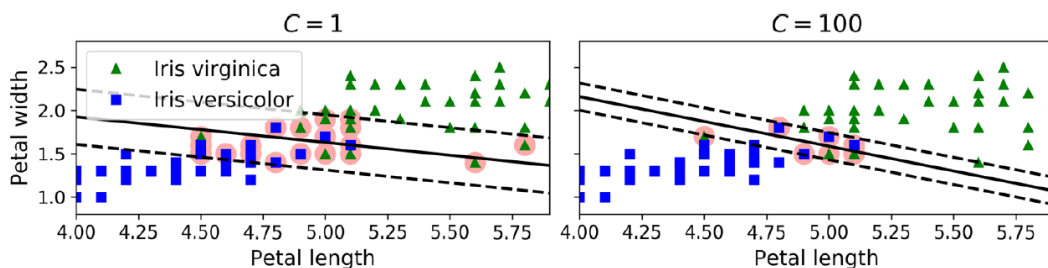 C = 1
C = 100
Petal width
2.5
2.0
1.5
1.0
Iris virginica
Iris versicolor
4.00 4.25 4.50 4.75 5.00 5.25 5.50 5.75
4.00 4.25 4.50 4.75 5.00 5.25 5.50 5.75
Petal length
Petal length